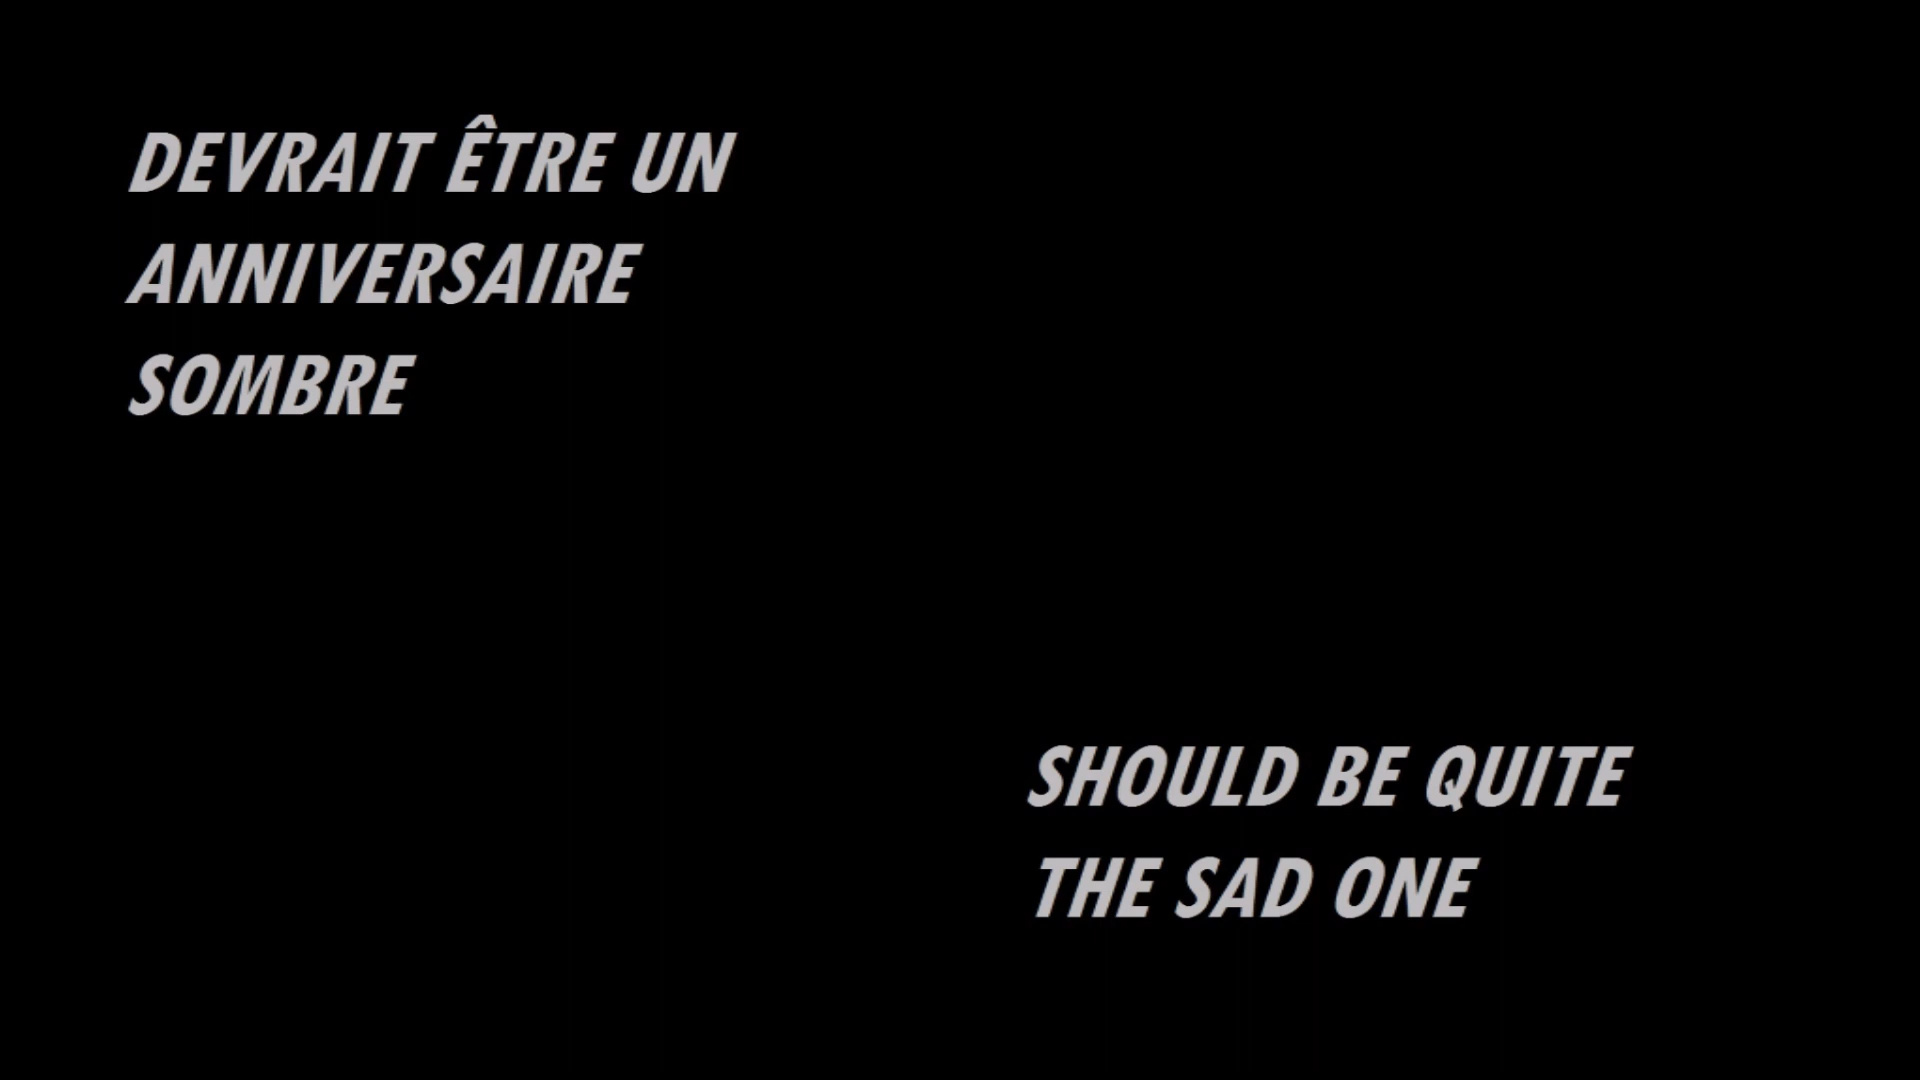 DEVRAIT ÊTRE UN
ANNIVERSAIRE
SOMBRE
SHOULD BE QUITE
THE SAD ONE